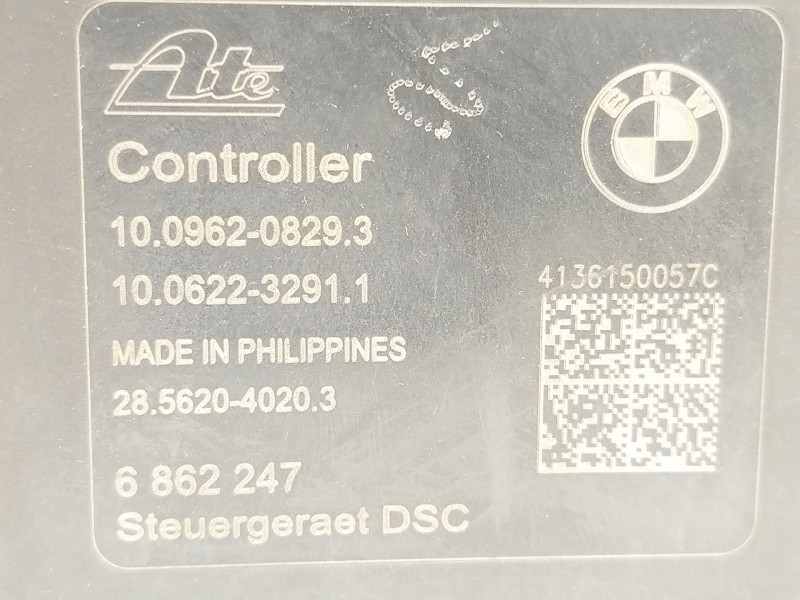 Ate
BMW
Controller
10.0962-0829.3
10.0622-3291.1
4136150057C
MADE IN PHILIPPINES
28.5620-4020.3
6 862 247
Steuergeraet DSC